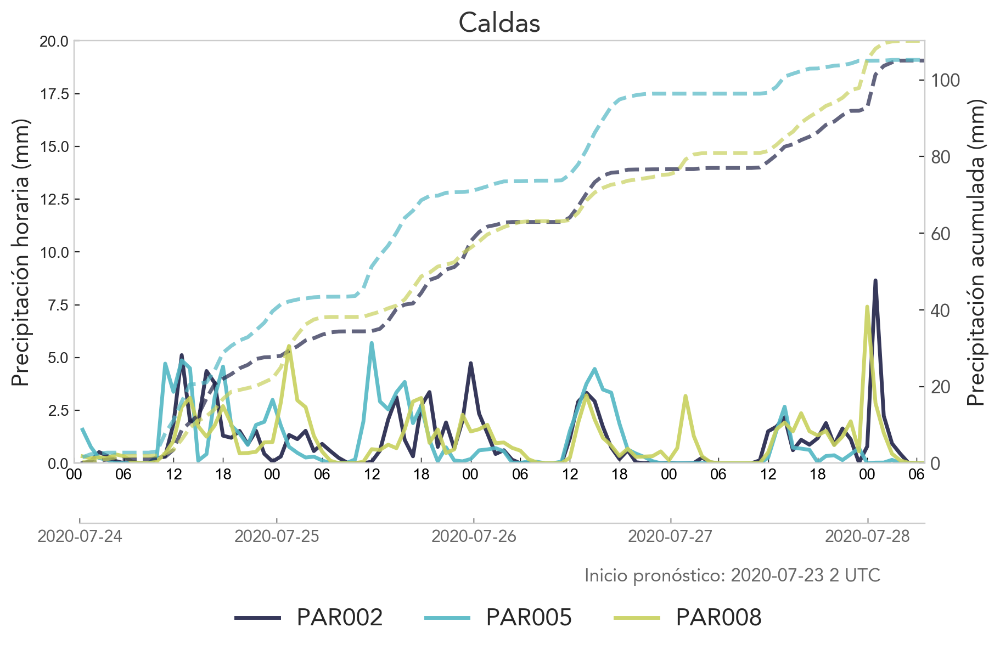 Caldas
20.0
17.5
15.0
12.5
10.0
7.5
5.0
2.5
0.0
Precipitación horaria (mm)
100
80
60
40
20
0
Precipitación acumulada (mm)
00 06 12 18 00 06 12 18 00 06 12 18 00 06 12 18 00 06
2020-07-24 2020-07-25 2020-07-26 2020-07-27 2020-07-28
Inicio pronóstico: 2020-07-23 2 UTC
PAR002 PAR005 PAR008